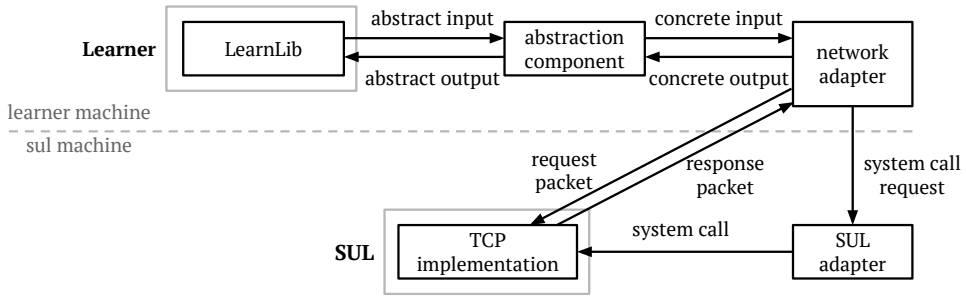 abstract input
concrete input
Learner
LearnLib
abstraction
component
network
adapter
abstract output
concrete output
learner machine
sul machine
request
packet
response
packet
system call
request
SUL
TCP
implementation
system call
SUL
adapter